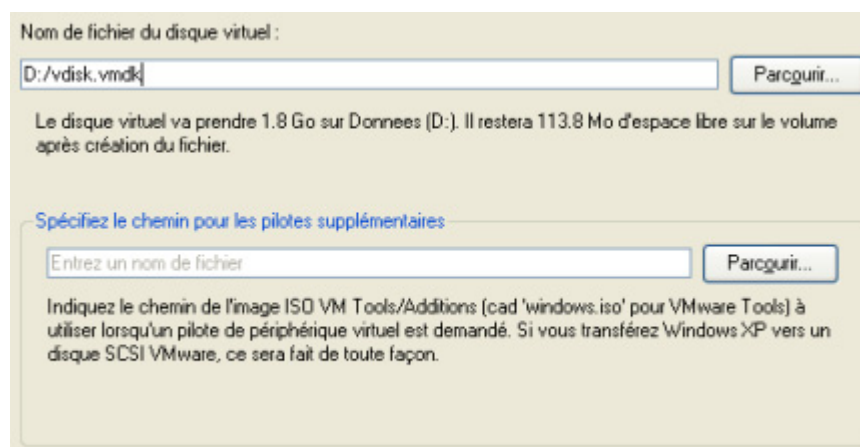 Nom de fichier du disque virtuel :
D:/vdisk.vmdk
Parcourir...
Le disque virtuel va prendre 1.8 Go sur Donnees (D:). Il restera 113.8 Mo d'espace libre sur le volume
après création du fichier.
Spécifiez le chemin pour les pilotes supplémentaires
Entrez un nom de fichier
Parcourir...
Indiquez le chemin de l'image ISO VM Tools/Additions (cad 'windows.iso' pour VMware Tools) à
utiliser lorsqu'un pilote de périphérique virtuel est demandé. Si vous transférez Windows XP vers un
disque SCSI VMware, ce sera fait de toute façon.